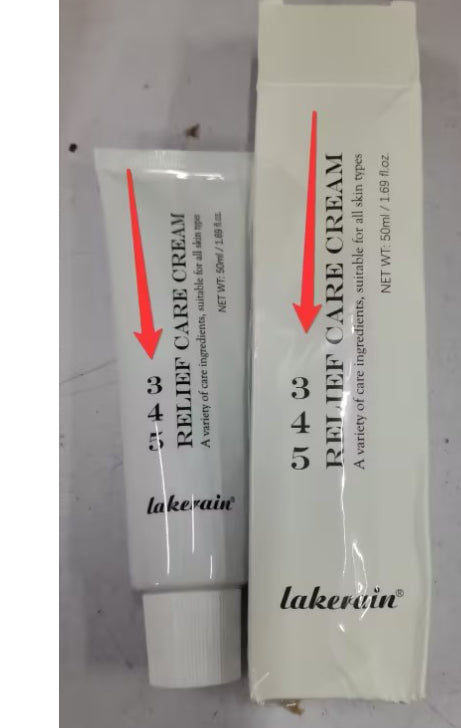 3
4
5
RELIEF CARE CREAM
A variety of care ingredients, suitable for all skin types
NET WT: 50ml / 1.69 fl.oz.
lakerain®
3
4
5
RELIEF CARE CREAM
A variety of care ingredients, suitable for all skin types
NET WT: 50ml / 1.69 fl.oz.
lakerain®